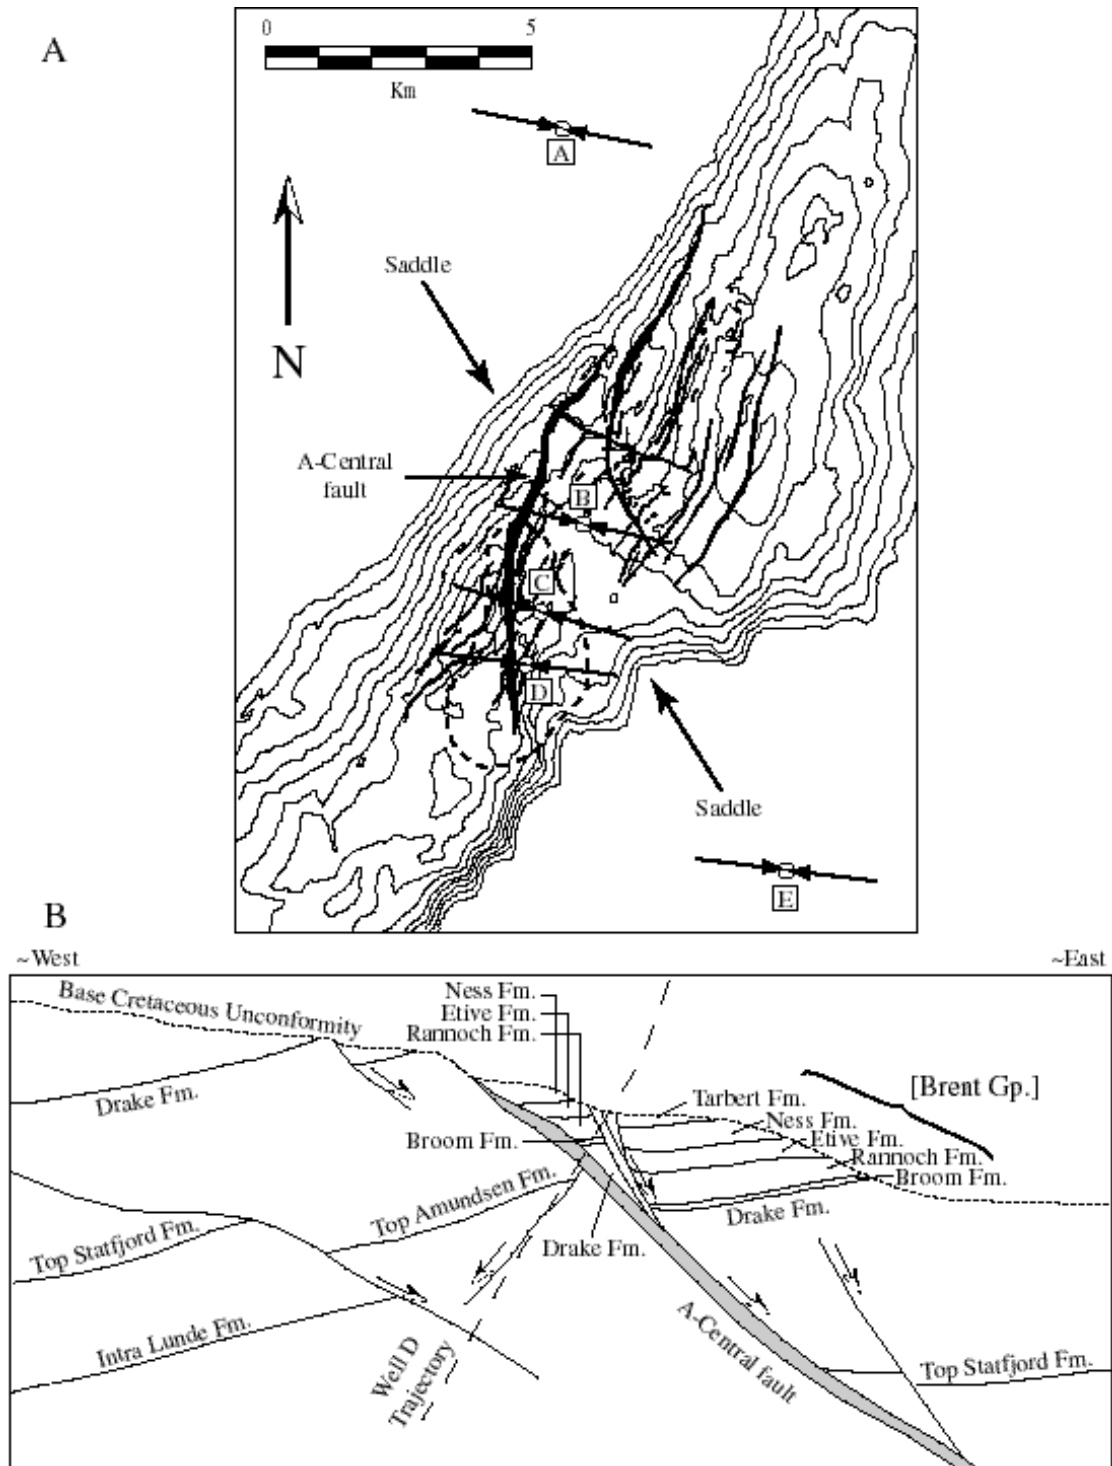 A
0 5
Km
A
N
Saddle
A-Central
fault
B
C
D
Saddle
E
B
~West
~East
Base Cretaceous Unconformity
Ness Fm.
Etive Fm.
Rannoch Fm.
[Brent Gp.]
Drake Fm.
Tarbert Fm.
Ness Fm.
Etive Fm.
Broom Fm.
Rannoch Fm.
Broom Fm.
Top Amundsen Fm.
Drake Fm.
Top Statfjord Fm.
Drake Fm.
Intra Lunde Fm.
Well D
Trajectory
A-Central fault
Top Statfjord Fm.